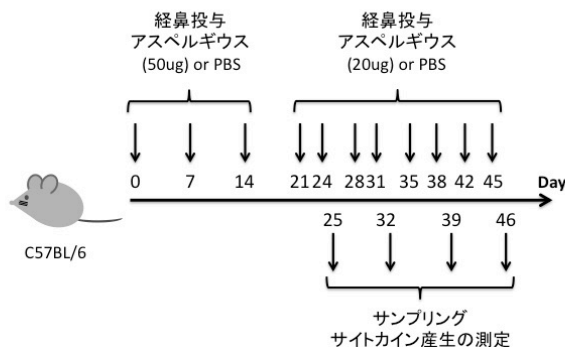 経鼻投与
アスペルギウス
(50ug) or PBS
経鼻投与
アスペルギウス
(20ug) or PBS
0 7 14 21 24 28 31 35 38 42 45 Day
25 32 39 46
C57BL/6
サンプリング
サイトカイン産生の測定